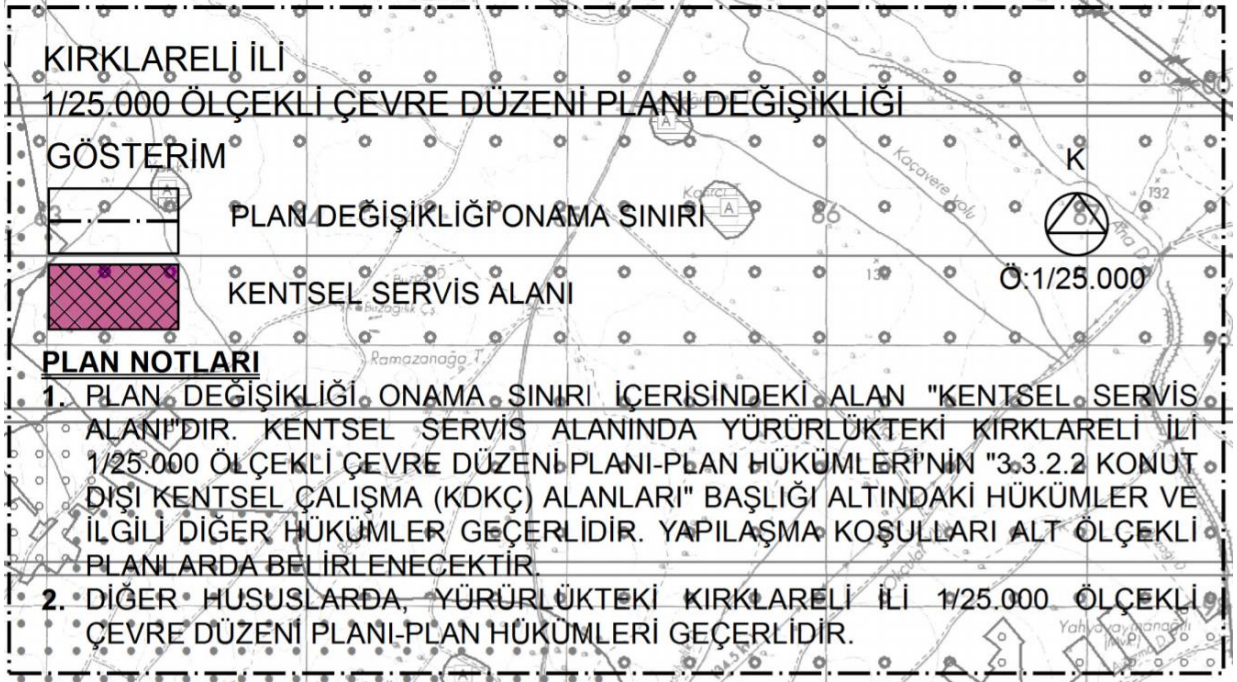 KIRKLARELİ İLİ
1/25.000 ÖLÇEKLİ ÇEVRE DÜZENİ PLANI DEĞİŞİKLİĞİ
GÖSTERİM
K
PLAN DEĞİŞİKLİĞİ ONAMA SINIRI
Ö:1/25.000
KENTSEL SERVİS ALANI
PLAN NOTLARI
1. PLAN DEĞİŞİKLİĞİ ONAMA SINIRI İÇERİSİNDEKİ ALAN "KENTSEL SERVİS
ALANI"DIR. KENTSEL SERVİS ALANINDA YÜRÜRLÜKTEKİ KIRKLARELİ İLİ
1/25.000 ÖLÇEKLİ ÇEVRE DÜZENİ PLANI-PLAN HÜKÜMLERİ'NİN "3.3.2.2 KONUT
DIŞI KENTSEL ÇALIŞMA (KDKÇ) ALANLARI" BAŞLIĞI ALTINDAKİ HÜKÜMLER VE
İLGİLİ DİĞER HÜKÜMLER GEÇERLİDİR. YAPILAŞMA KOŞULLARI ALT ÖLÇEKLİ
PLANLARDA BELİRLENECEKTİR.
2. DİĞER HUSUSLARDA, YÜRÜRLÜKTEKİ KIRKLARELİ İLİ 1/25.000 ÖLÇEKLİ
ÇEVRE DÜZENİ PLANI-PLAN HÜKÜMLERİ GEÇERLİDİR.
Kaçavere kolu
132
86
A
A
A
Ramazanağa T.